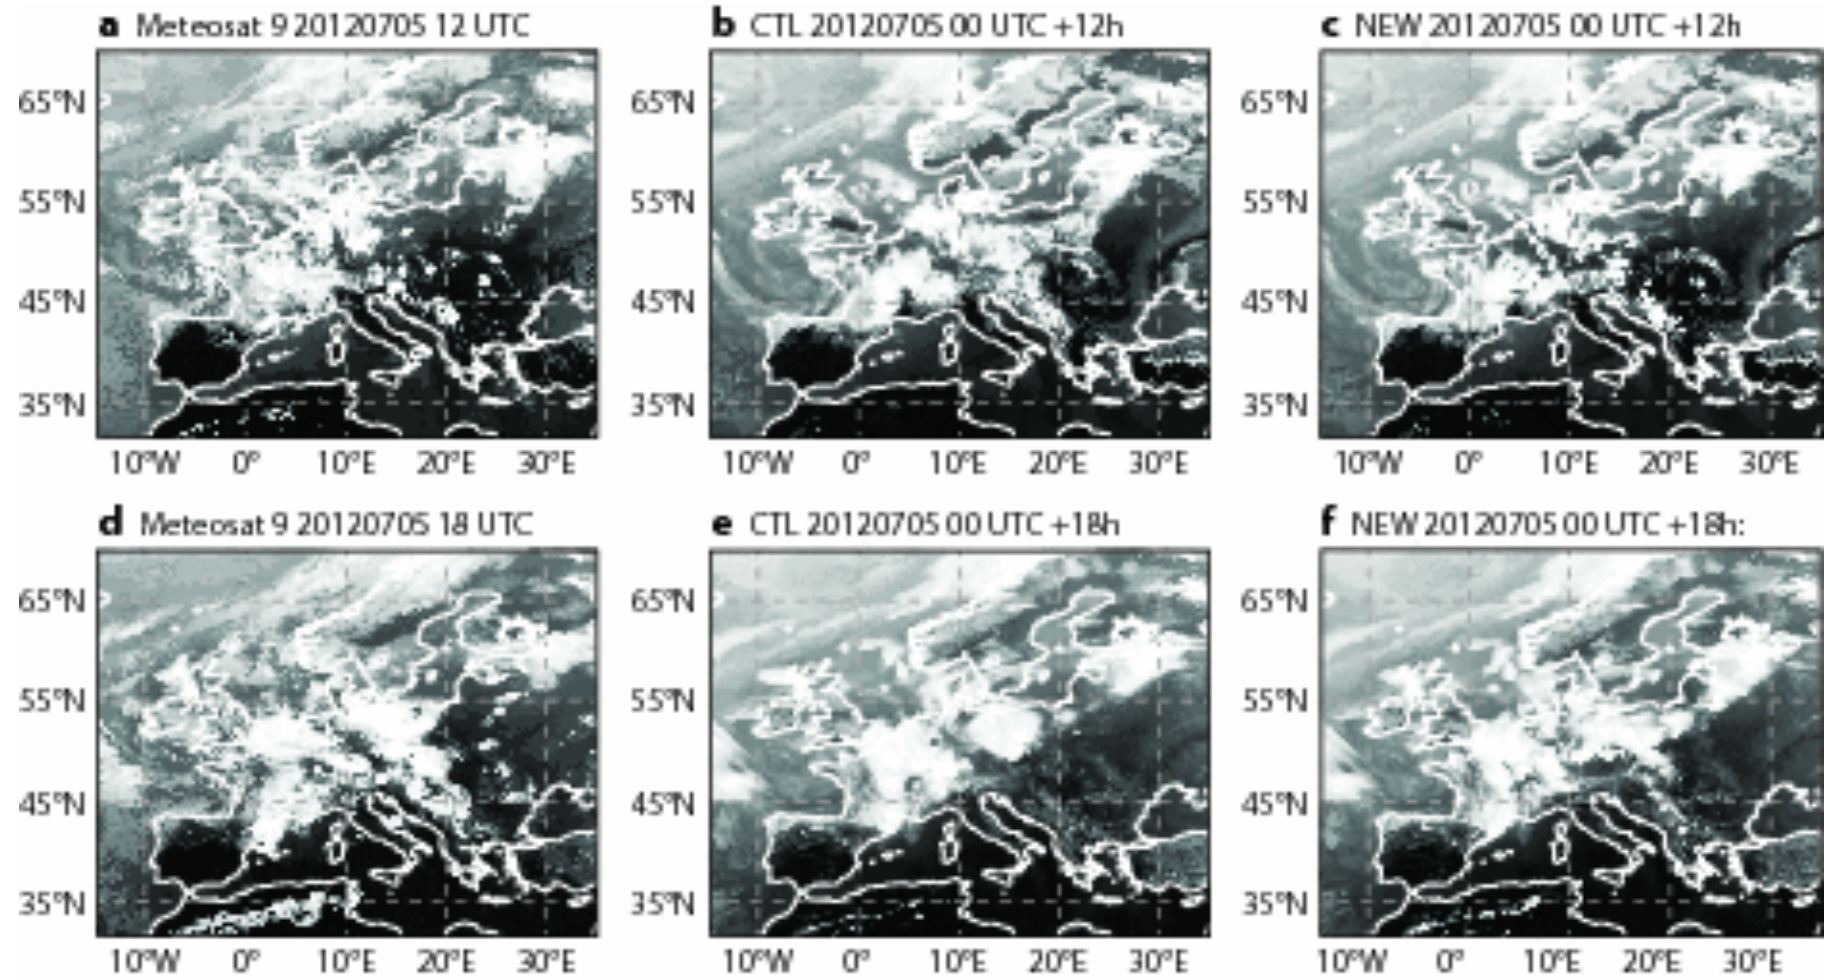 a Meteosat 9 20120705 12 UTC
b CTL 20120705 00 UTC +12h
c NEW 20120705 00 UTC +12h
65°N 65°N 65°N
55°N 55°N 55°N
45°N 45°N 45°N
35°N 35°N 35°N
10°W 0° 10°E 20°E 30°E
10°W 0° 10°E 20°E 30°E
10°W 0° 10°E 20°E 30°E
d Meteosat 9 20120705 18 UTC
e CTL 20120705 00 UTC +18h
f NEW 20120705 00 UTC +18h:
65°N 65°N 65°N
55°N 55°N 55°N
45°N 45°N 45°N
35°N 35°N 35°N
10°W 0° 10°E 20°E 30°E
10°W 0° 10°E 20°E 30°E
10°W 0° 10°E 20°E 30°E